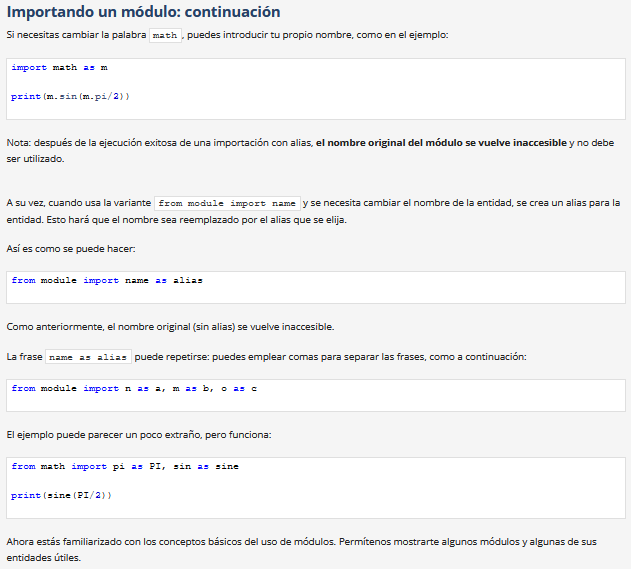 Importando un módulo: continuación
Si necesitas cambiar la palabra math , puedes introducir tu propio nombre, como en el ejemplo:
import math as m
print(m.sin(m.pi/2))
Nota: después de la ejecución exitosa de una importación con alias, el nombre original del módulo se vuelve inaccesible y no debe
ser utilizado.
A su vez, cuando usa la variante from module import name y se necesita cambiar el nombre de la entidad, se crea un alias para la
entidad. Esto hará que el nombre sea reemplazado por el alias que se elija.
Así es como se puede hacer:
from module import name as alias
Como anteriormente, el nombre original (sin alias) se vuelve inaccesible.
La frase name as alias puede repetirse: puedes emplear comas para separar las frases, como a continuación:
from module import n as a, m as b, o as c
El ejemplo puede parecer un poco extraño, pero funciona:
from math import pi as PI, sin as sine
print(sine(PI/2))
Ahora estás familiarizado con los conceptos básicos del uso de módulos. Permítenos mostrarte algunos módulos y algunas de sus
entidades útiles.